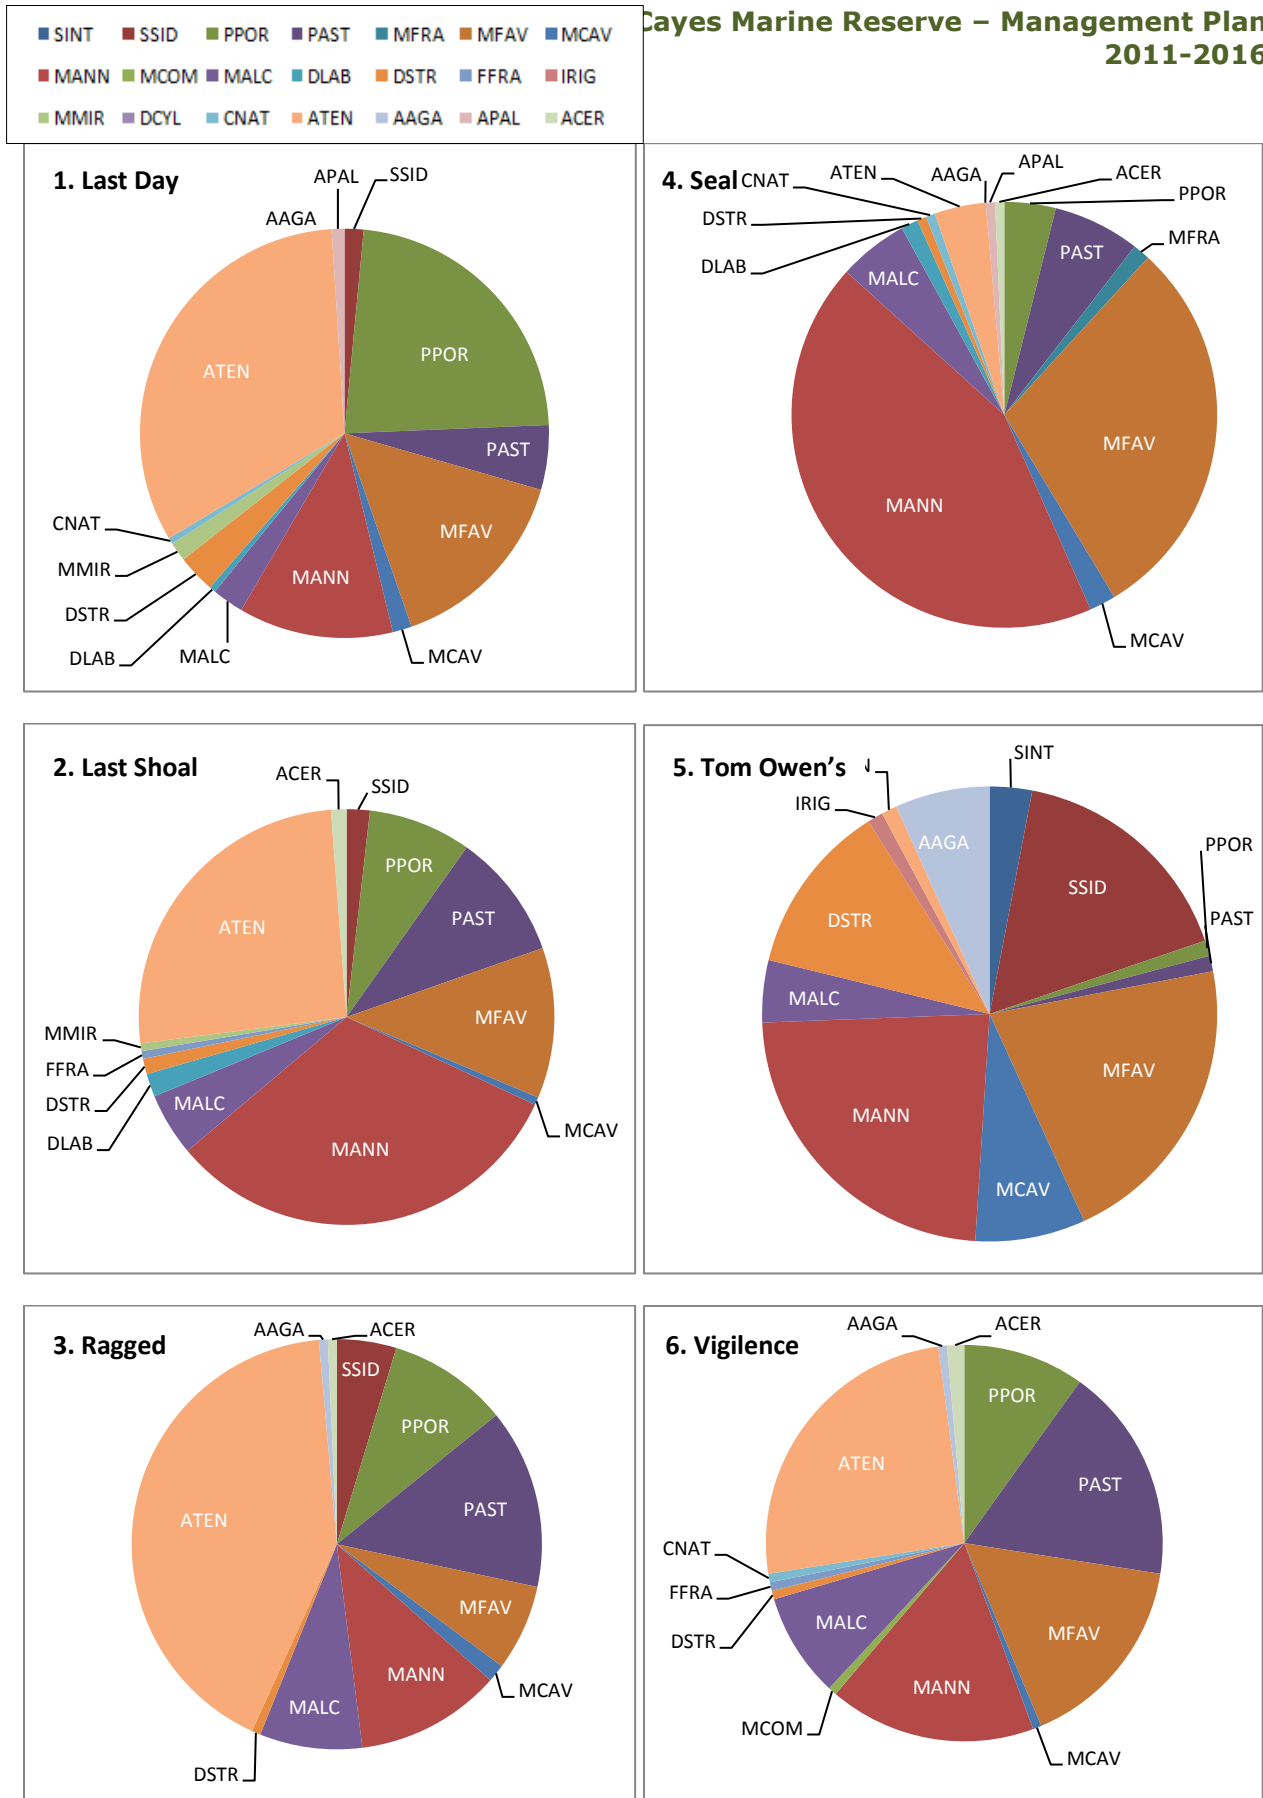 Cayes Marine Reserve – Management Plan
2011-2016
SINT SSID PPOR PAST MFRA MFAV MCAV
MANN MCOM MALC DLAB DSTR FFRA IRIG
MMIR DCYL CNAT ATEN AAGA APAL ACER
1. Last Day
APAL
SSID
AAGA
PPOR
ATEN
PAST
MFAV
CNAT
MMIR
MANN
DSTR
DLAB
MALC
MCAV
4. Seal
CNAT
ATEN
AAGA
APAL
ACER
PPOR
DSTR
MFRA
PAST
DLAB
MALC
MFAV
MANN
MCAV
2. Last Shoal
ACER
SSID
PPOR
PAST
ATEN
MFAV
MMIR
FFRA
DSTR
MALC
DLAB
MCAV
MANN
5. Tom Owen's
SINT
IRIG
AAGA
PPOR
SSID
PAST
DSTR
MALC
MFAV
MANN
MCAV
3. Ragged
AAGA
ACER
SSID
PPOR
PAST
ATEN
MFAV
MANN
MCAV
MALC
DSTR
6. Vigilence
AAGA
ACER
PPOR
ATEN
PAST
CNAT
FFRA
DSTR
MALC
MFAV
MANN
MCOM
MCAV